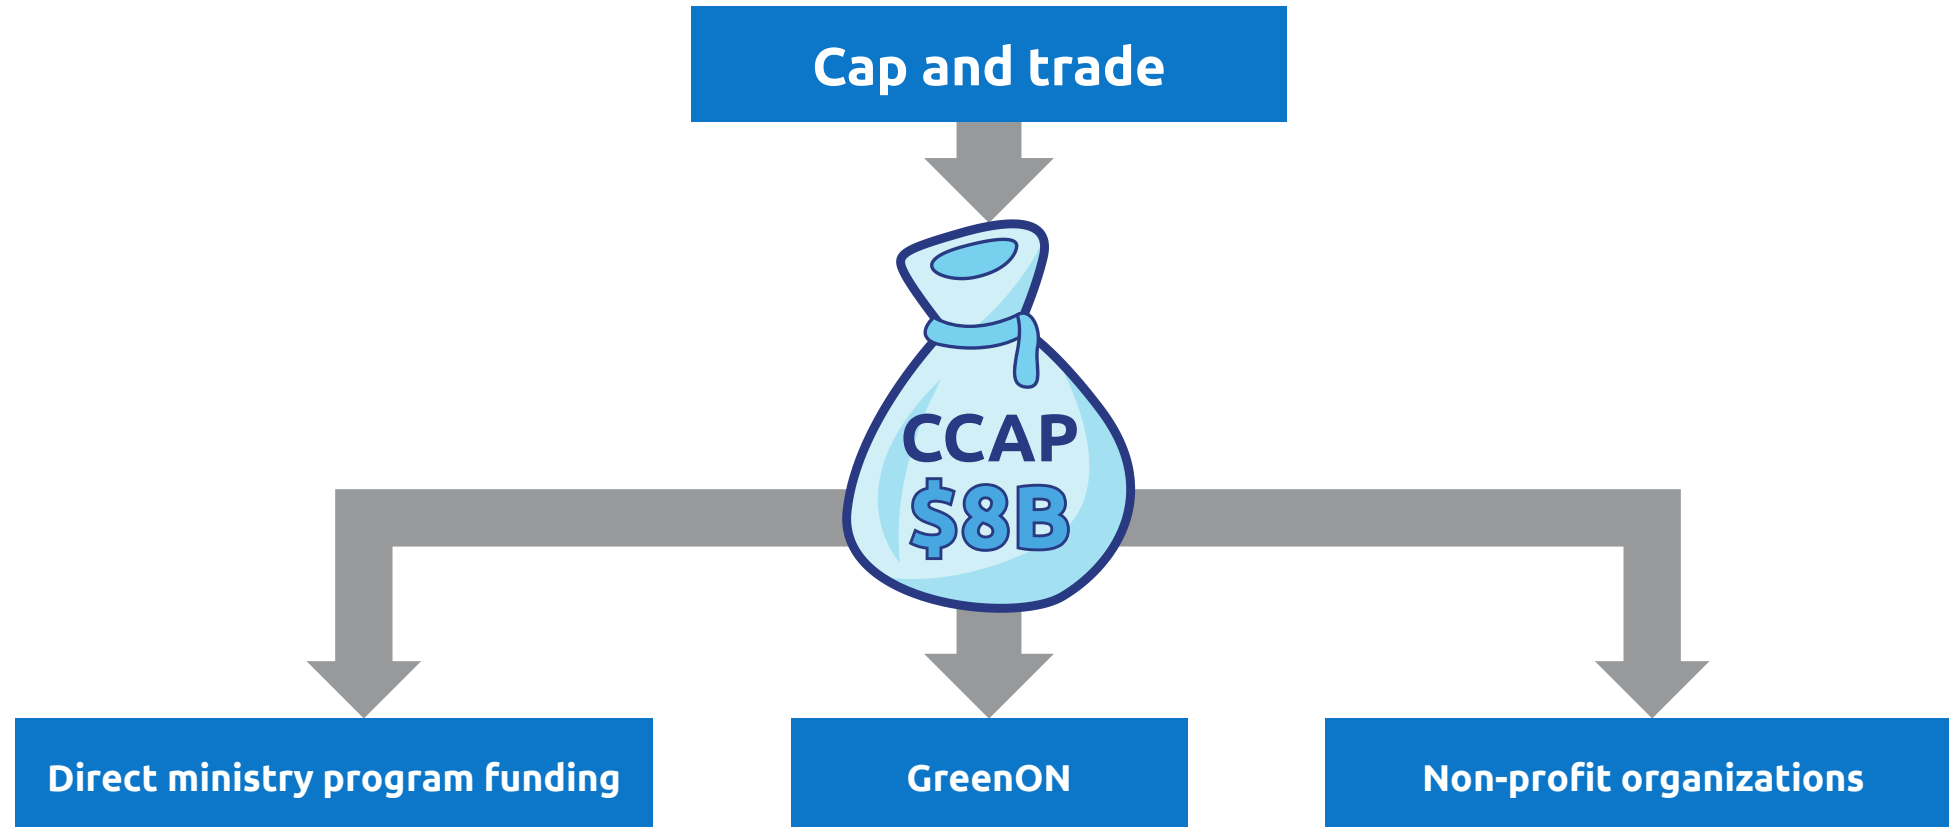 Cap and trade
CCAP
$8B
Direct ministry program funding
GreenON
Non-profit organizations